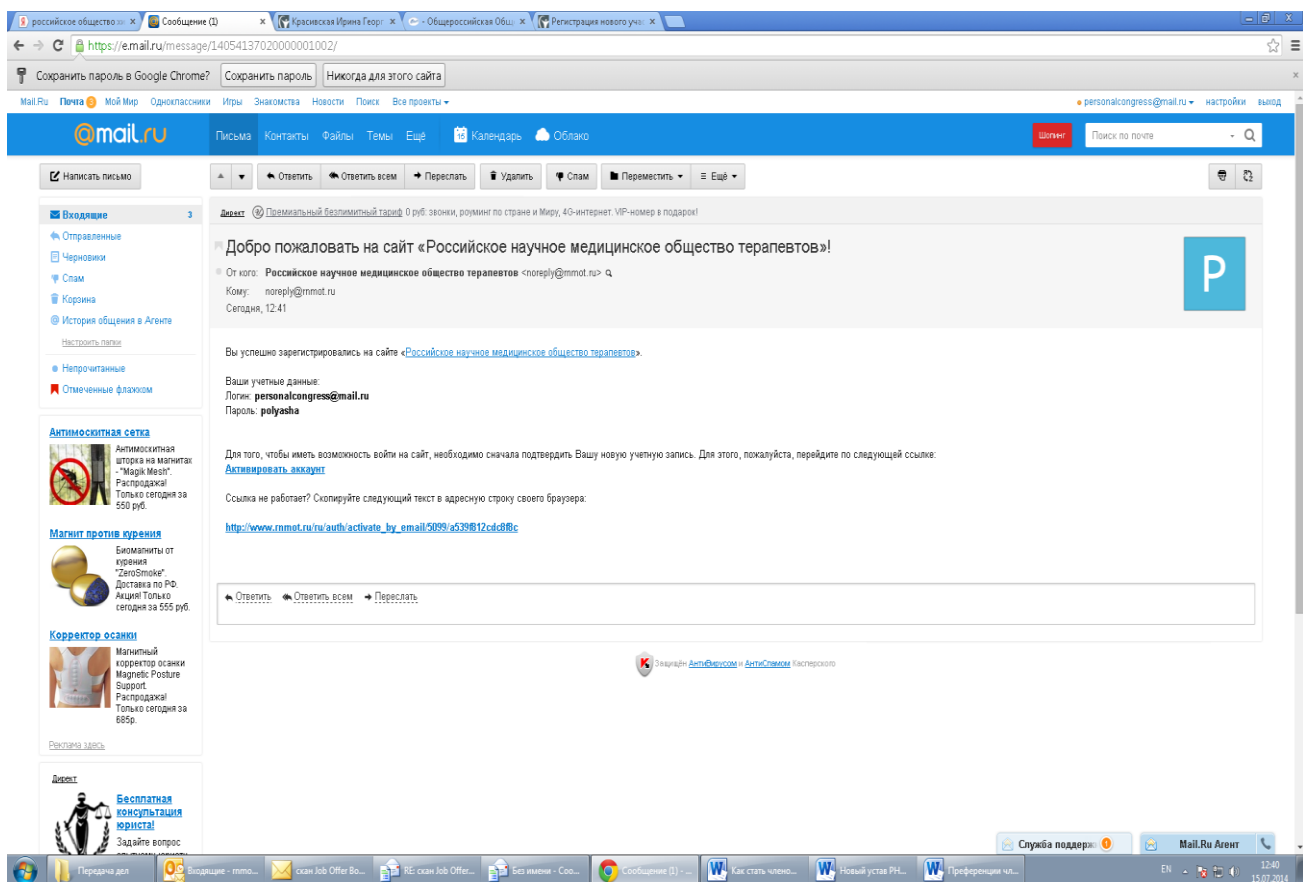 российское общество
Сообщение (1)
Красивская Ирина Георг
- Общероссийская Общ
Регистрация нового учас
https://e.mail.ru/message/14054137020000001002/
Сохранить пароль в Google Chrome? Сохранить пароль Никогда для этого сайта
Mail.Ru Почта 3 Мой Мир Одноклассники Игры Знакомства Новости Поиск Все проекты
personalcongress@mail.ru настройки выход
@mail.ru Письма Контакты Файлы Темы Ещё 15 Календарь Облако Шопинг Поиск по почте
Написать письмо Ответить Ответить всем Переслать Удалить Спам Переместить Ещё
Входящие 3
Отправленные
Черновики
Спам
Корзина
История общения в Агенте
Настроить папки
Непрочитанные
Отмеченные флажком
Антимоскитная сетка
Антимоскитная
шторка на магнитах
- "Magik Mesh".
Распродажа!
Только сегодня за
550 руб.
Магнит против курения
Биомагниты от
курения
"ZeroSmoke".
Доставка по РФ.
Акция! Только
сегодня за 555 руб.
Корректор осанки
Магнитный
корректор осанки
Magnetic Posture
Support.
Распродажа!
Только сегодня за
685р.
Реклама здесь
Директ
Бесплатная
консультация
юриста!
Задайте вопрос
Директ Премиальный безлимитный тариф 0 руб: звонки, роуминг по стране и Миру, 4G-интернет. VIP-номер в подарок!
Добро пожаловать на сайт «Российское научное медицинское общество терапевтов»!
Р
От кого: Российское научное медицинское общество терапевтов <noreply@rnmot.ru>
Кому: noreply@rnmot.ru
Сегодня, 12:41
Вы успешно зарегистрировались на сайте «Российское научное медицинское общество терапевтов».
Ваши учетные данные:
Логин: personalcongress@mail.ru
Пароль: polyasha
Для того, чтобы иметь возможность войти на сайт, необходимо сначала подтвердить Вашу новую учетную запись. Для этого, пожалуйста, перейдите по следующей ссылке:
Активировать аккаунт
Ссылка не работает? Скопируйте следующий текст в адресную строку своего браузера:
http://www.rnmot.ru/ru/auth/activate_by_email/5099/a539f812cdc8f8c
Ответить Ответить всем Переслать
Защищён АнтиВирусом и АнтиСпамом Касперского
Служба поддерж 1 Mail.Ru Агент
Передача дел
Входящие - rnmo...
скан Job Offer Bo...
RE: скан Job Offer...
Без имени - Соо...
Сообщение (1) - ...
Как стать члено...
Новый устав РН...
Преференции чл...
EN 12:40
15.07.2014